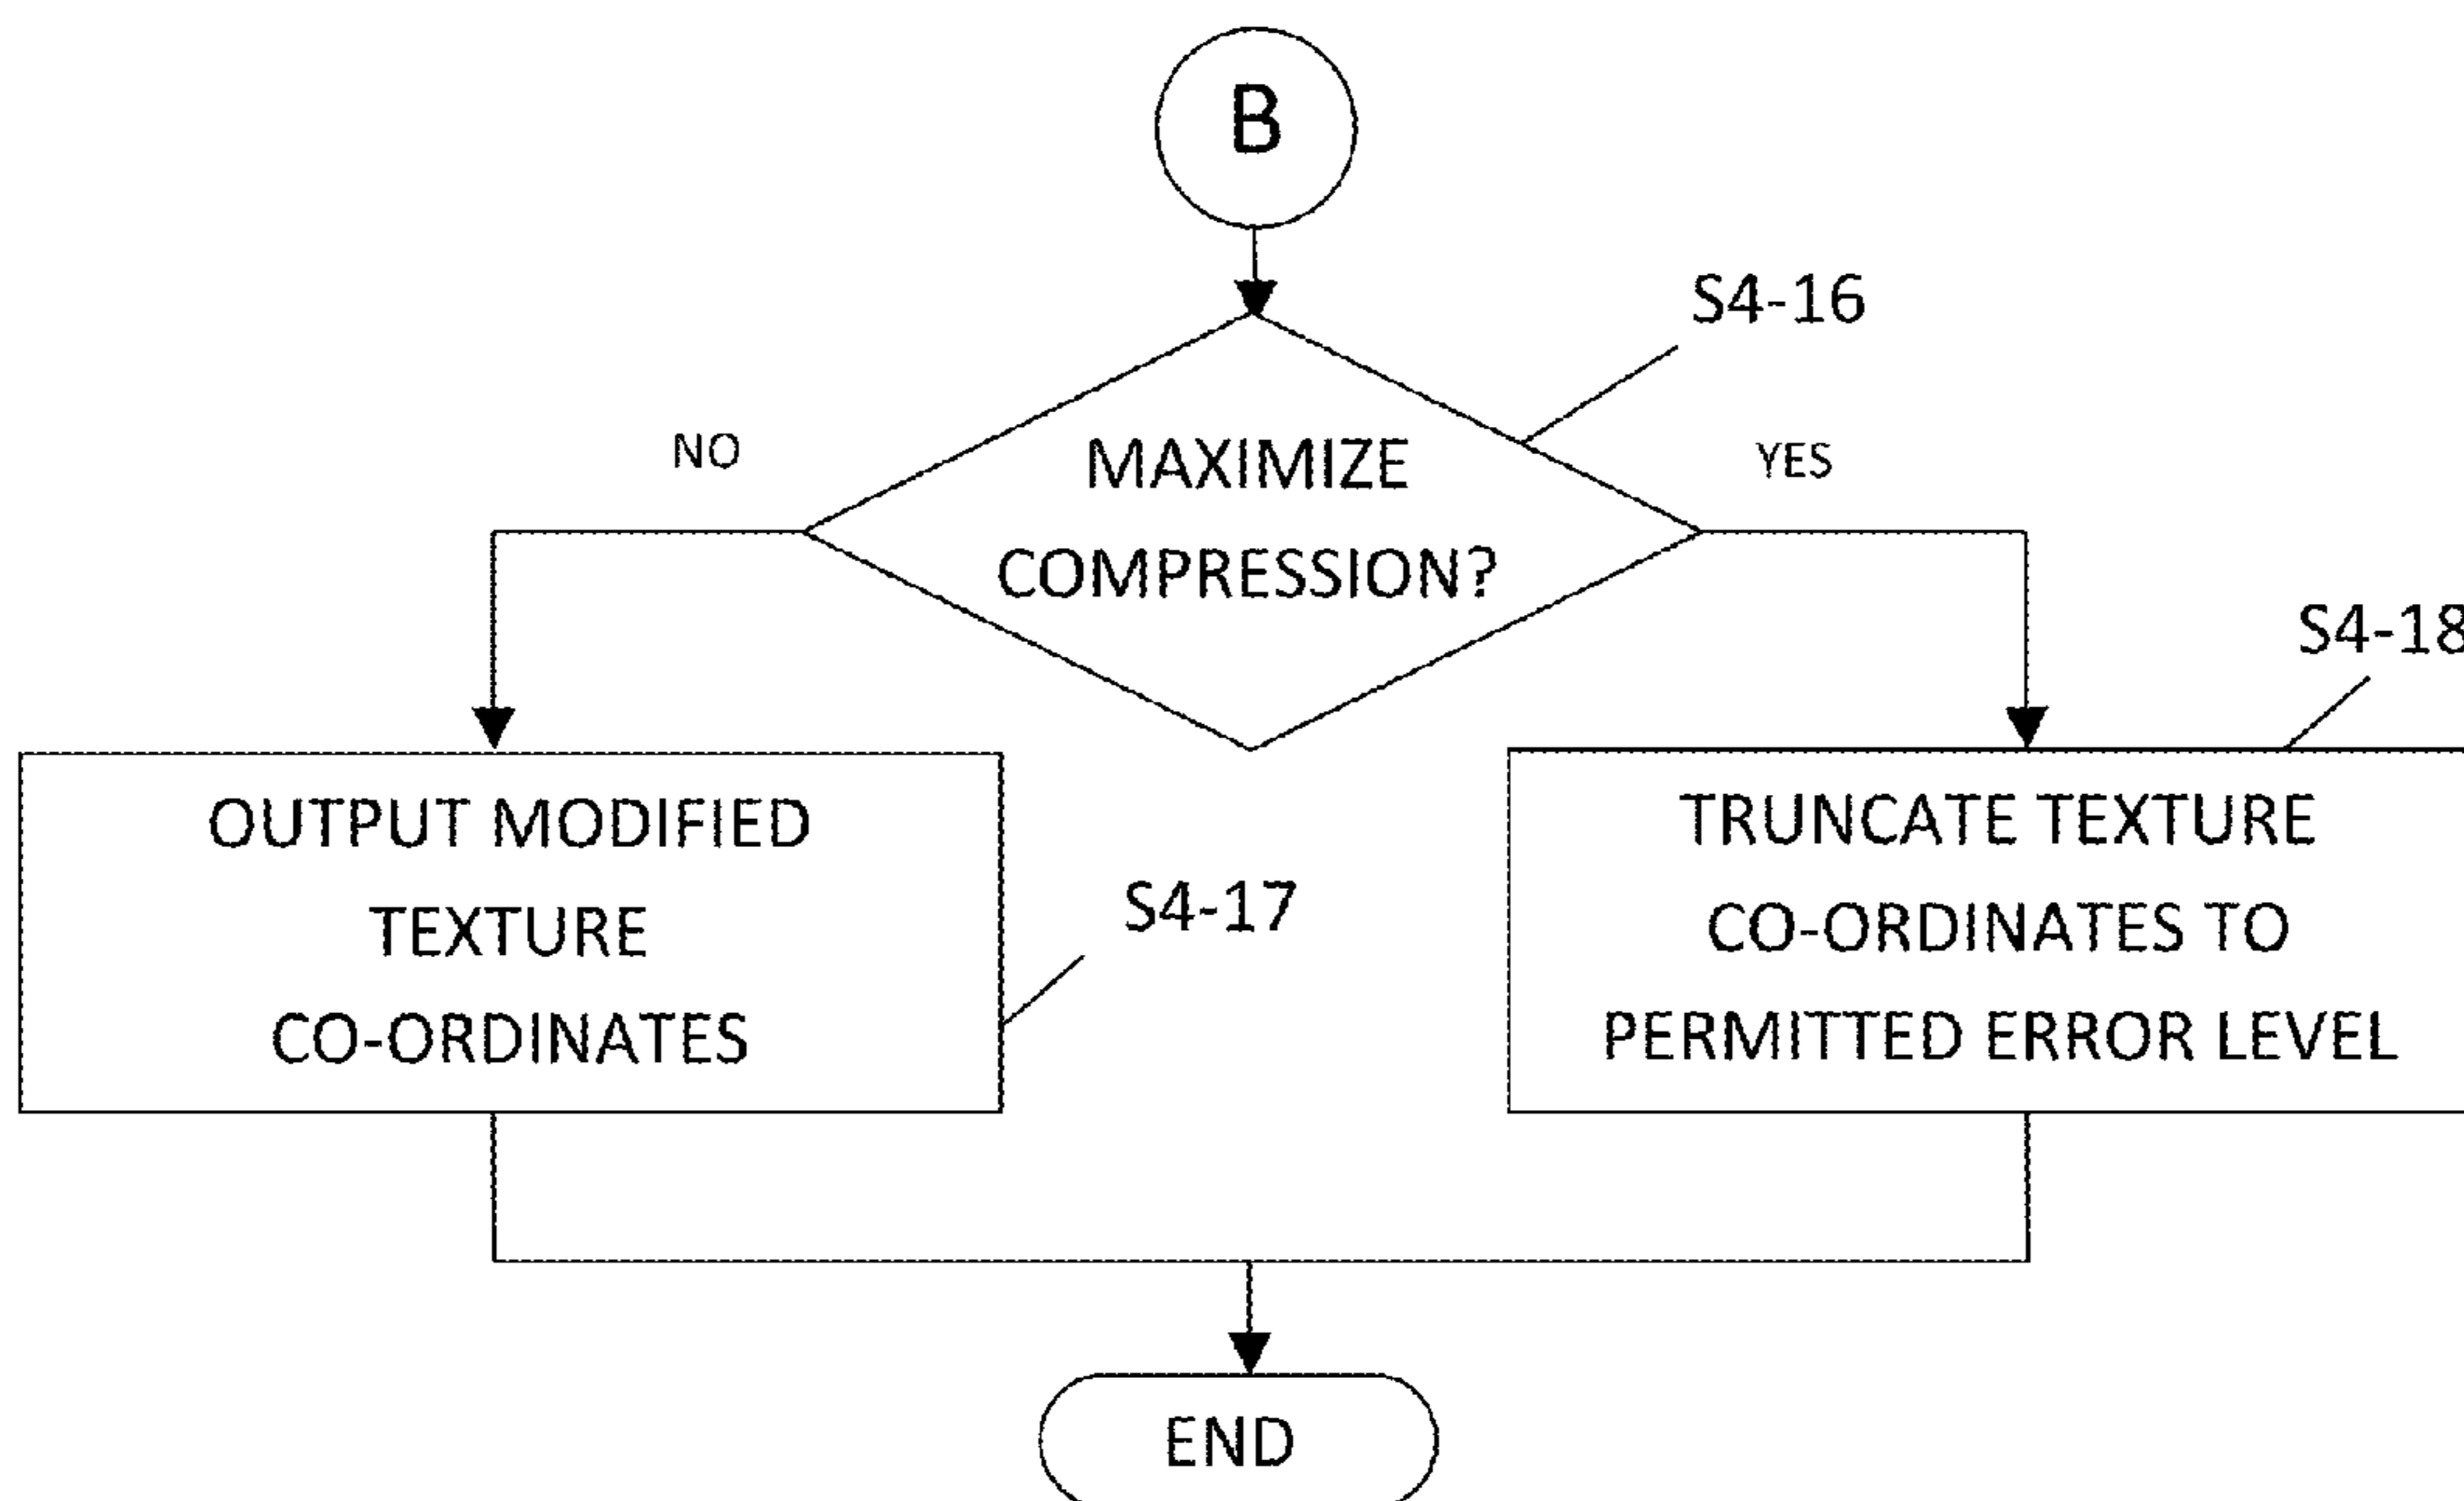 B
S4-16
NO
YES
MAXIMIZE
COMPRESSION?
S4-18
OUTPUT MODIFIED
TEXTURE
CO-ORDINATES
S4-17
TRUNCATE TEXTURE
CO-ORDINATES TO
PERMITTED ERROR LEVEL
END